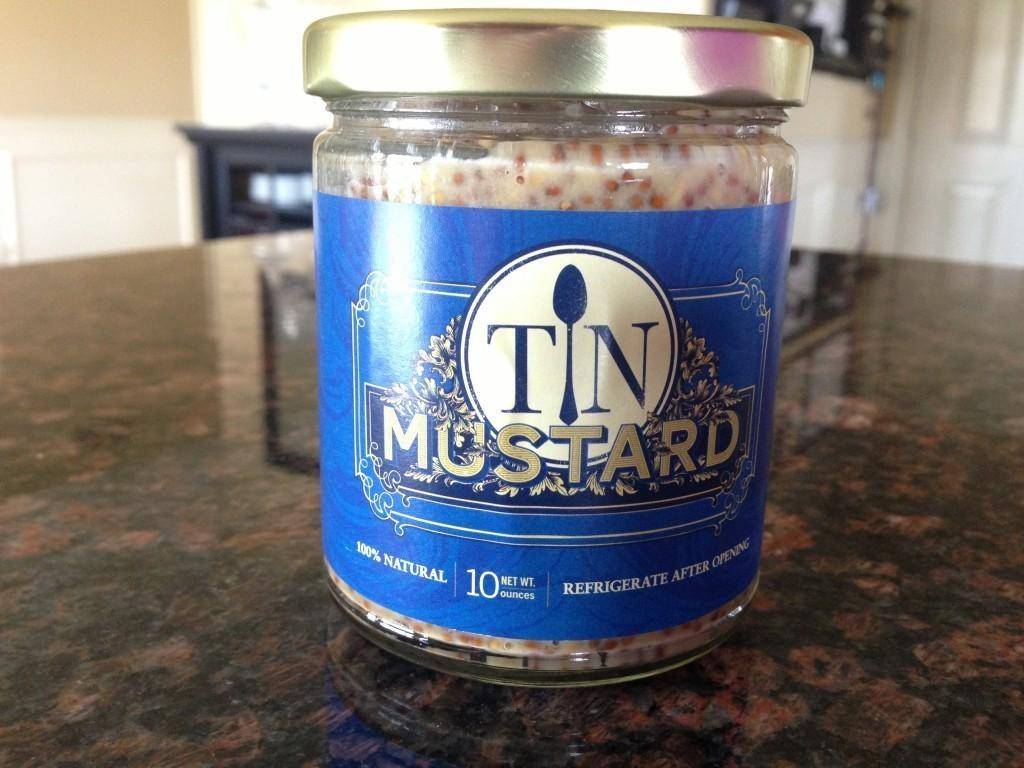 TIN
MUSTARD
100% NATURAL
10 NET WT.
ounces
REFRIGERATE AFTER OPENING